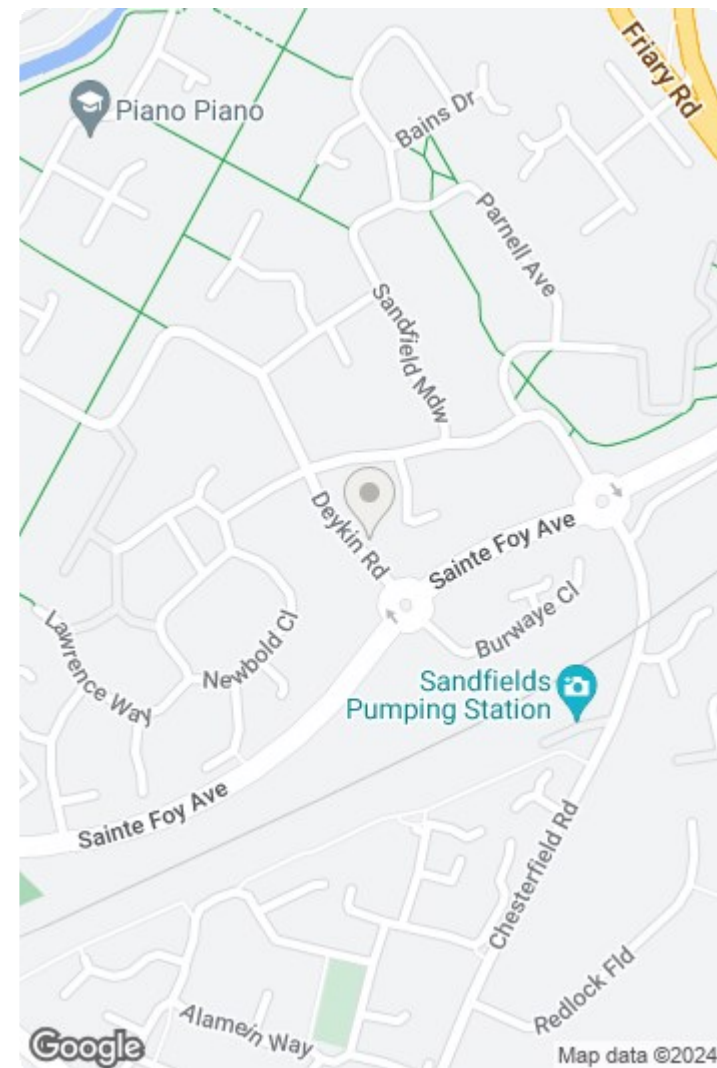 Friary Rd
Piano Piano
Bains Dr
Parnell Ave
Sandfield Mdw
Deykin Rd
Sainte Foy Ave
Burwaye Cl
Lawrence Way
Newbold Cl
Sandfields
Pumping Station
Sainte Foy Ave
Chesterfield Rd
Redlock Fld
Alamein Way
Google
Map data ©2024